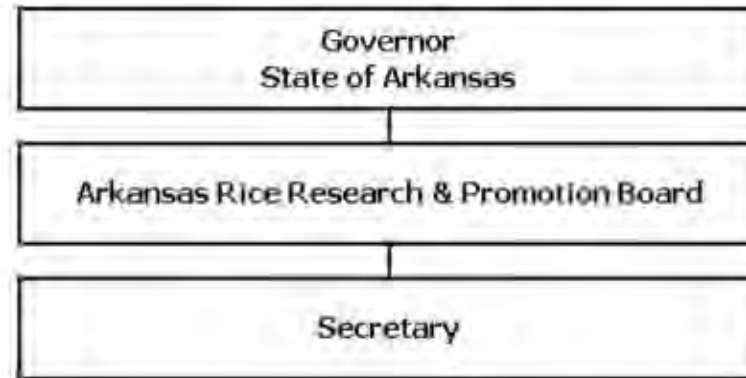 Governor
State of Arkansas
Arkansas Rice Research & Promotion Board
Secretary